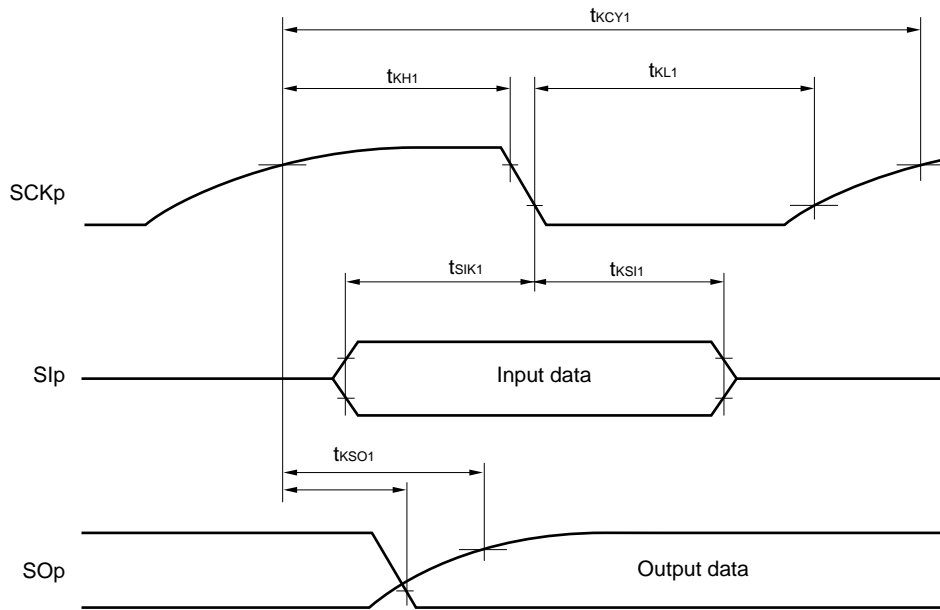 tKCY1
tKH1
tKL1
SCKp
tSIK1
tKSI1
SIp
Input data
tKSO1
SOp
Output data